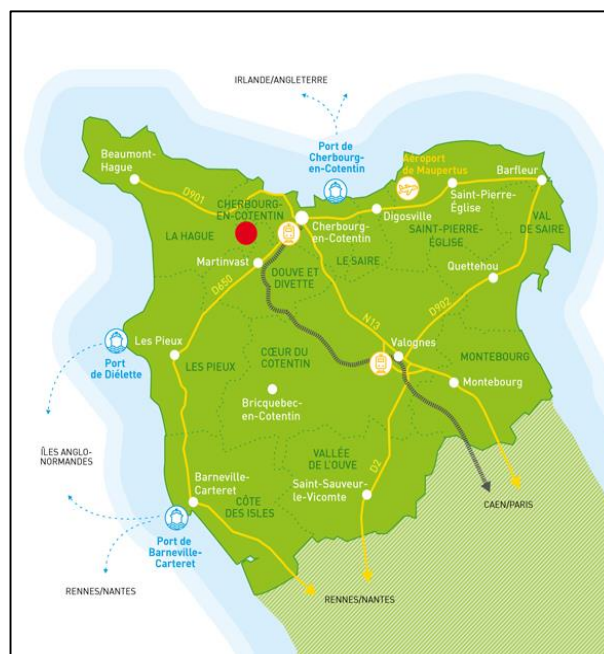 IRLANDE/ANGLETERRE
Port de
Cherbourg-
en-Cotentin
Aéroport
de Maupertus
Beaumont-
Hague
Barfleur
D901
Saint-Pierre-
Église
CHERBOURG-
EN-COTENTIN
Digosville
VAL
DE SAIRE
Cherbourg-
en-Cotentin
SAINT-PIERRE-
ÉGLISE
LA HAGUE
LE SAIRE
Martinvast
DOUVE ET
DIVETTE
Quettehou
D650
N13
D902
Les Pieux
Valognes
Port
de Diélette
LES PIEUX
CŒUR DU
COTENTIN
MONTEBOURG
Montebourg
Bricquebec-
en-Cotentin
ÎLES ANGLO-
NORMANDES
VALLÉE
DE L'OUVE
D2
Barneville-
Carteret
Saint-Sauveur-
le-Vicomte
CÔTE
DES ISLES
CAEN/PARIS
Port de
Barneville-
Carteret
RENNES/NANTES
RENNES/NANTES